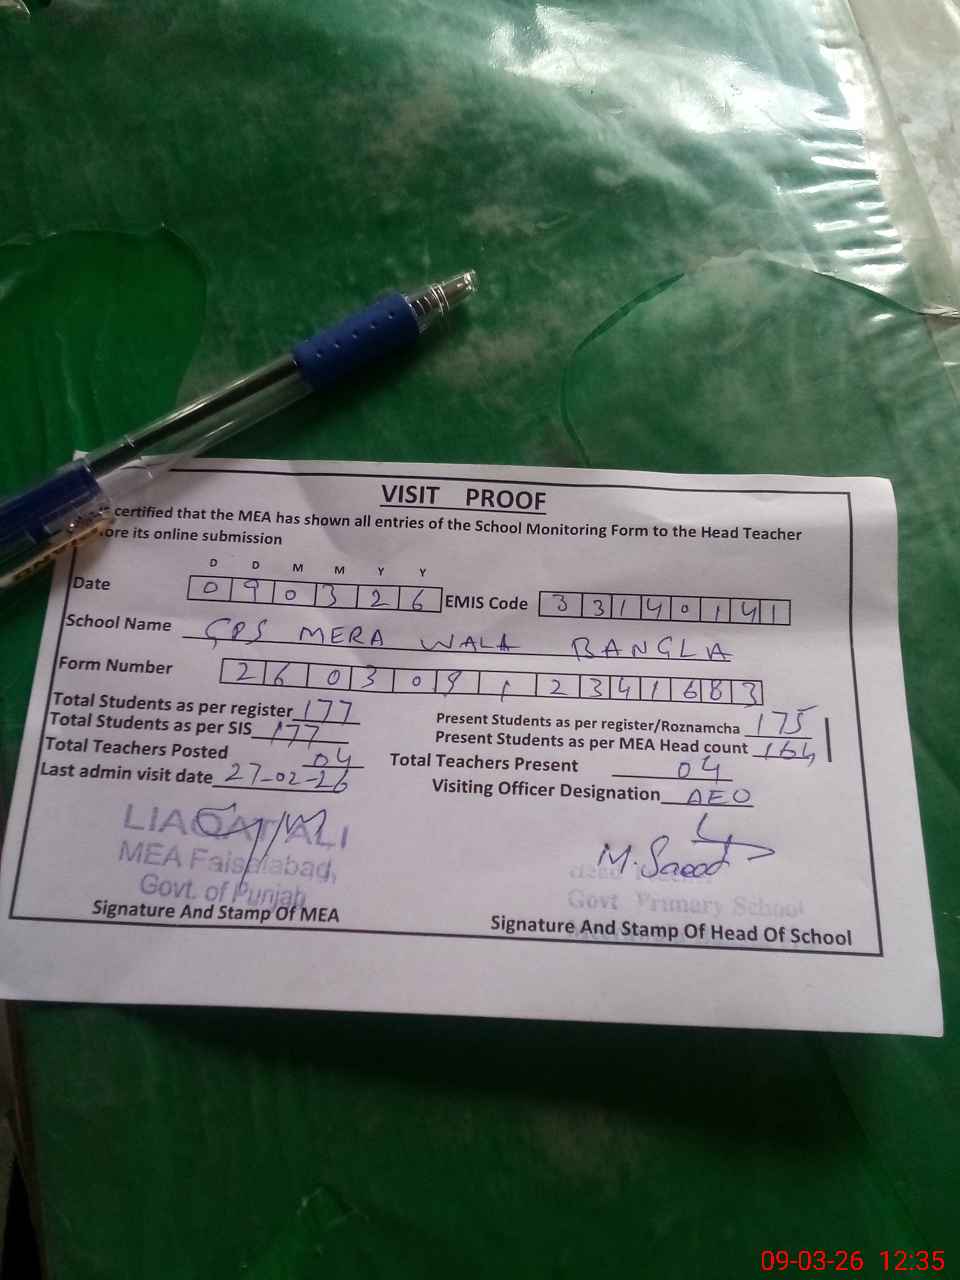 VISIT PROOF
certified that the MEA has shown all entries of the School Monitoring Form to the Head Teacher
ore its online submission
D D M M Y Y
Date 0 9 0 3 2 6 EMIS Code 3 3 1 4 0 1 4 1
School Name GPS MERA WALA BANGLA
Form Number 2 6 0 3 0 9 1 2 3 4 1 6 8 3
Total Students as per register 177 Present Students as per register/Roznamcha 175
Total Students as per SIS 177 Present Students as per MEA Head count 164
Total Teachers Posted 04 Total Teachers Present 04
Last admin visit date 27-02-26 Visiting Officer Designation AEO
LIAQAT ALI
MEA Faisalabad,
Govt. of Punjab
Signature And Stamp Of MEA
M. Saeed
Govt Primary School
Signature And Stamp Of Head Of School
09-03-26 12:35